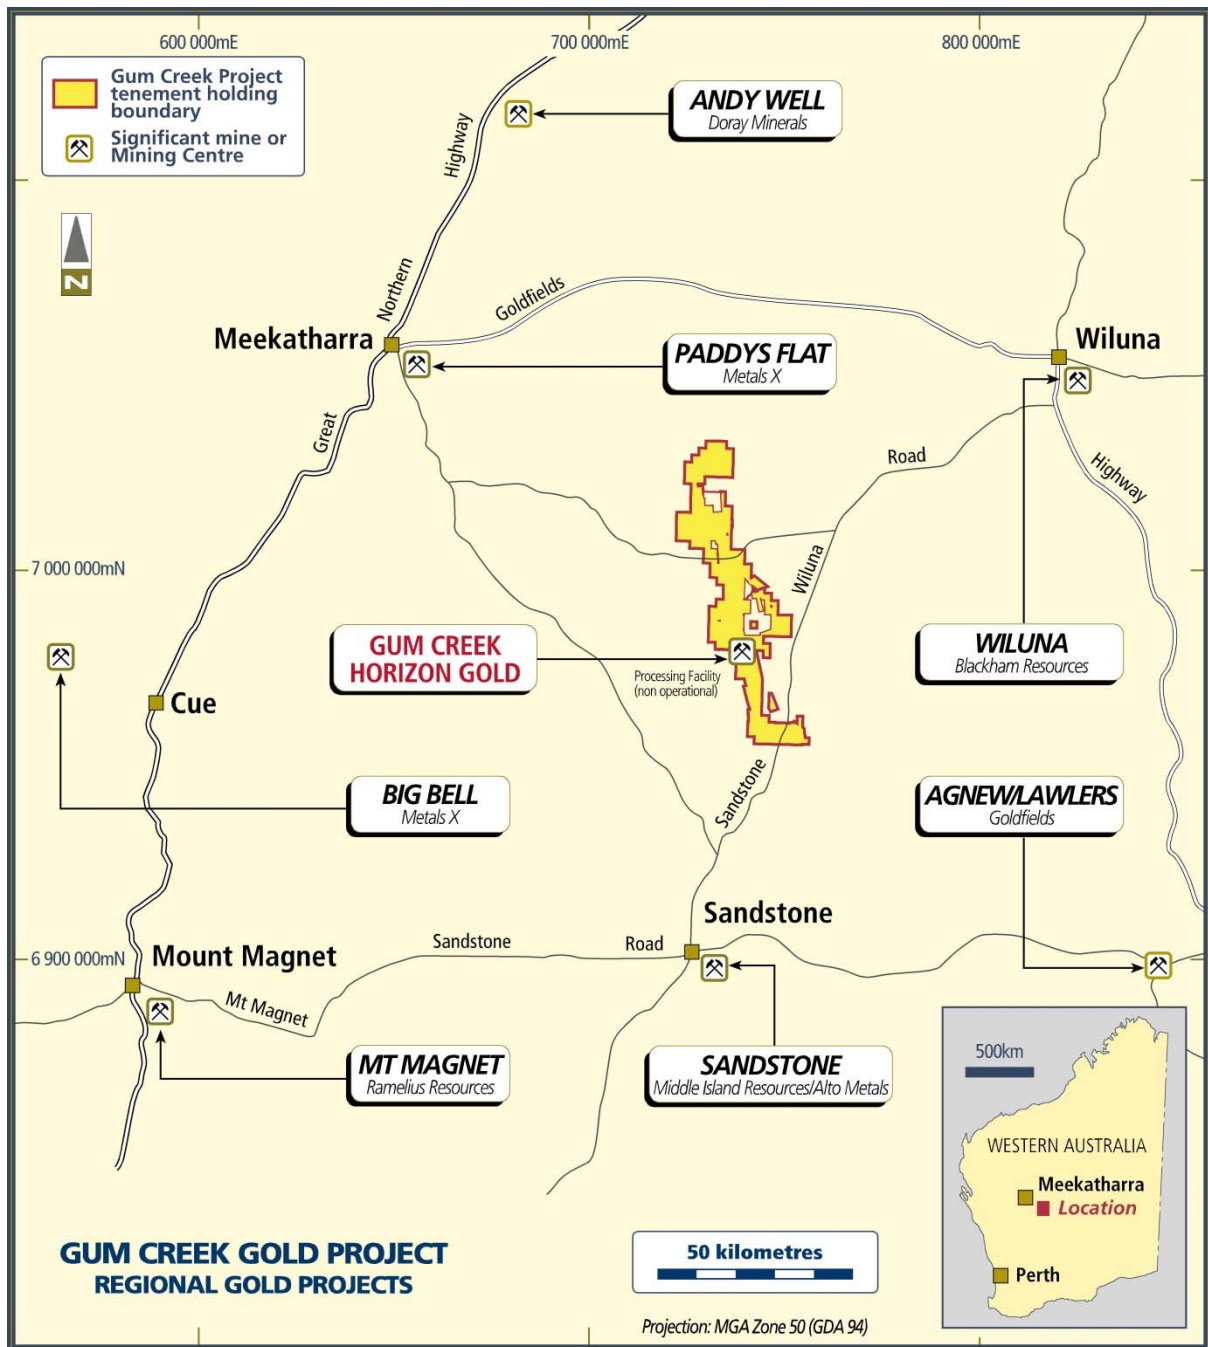 600 000mE
700 000mE
800 000mE
Gum Creek Project
tenement holding
boundary
Significant mine or
Mining Centre
ANDY WELL
Doray Minerals
Highway
N
Northern
Goldfields
Meekatharra
PADDYS FLAT
Metals X
Wiluna
Great
Road
Highway
7 000 000mN
Wiluna
GUM CREEK
HORIZON GOLD
Processing Facility
(non operational)
WILUNA
Blackham Resources
Cue
BIG BELL
Metals X
Sandstone
AGNEW/LAWLERS
Goldfields
Sandstone
Sandstone
Road
6 900 000mN
Mount Magnet
Mt Magnet
MT MAGNET
Ramelius Resources
SANDSTONE
Middle Island Resources/Alto Metals
500km
WESTERN AUSTRALIA
Meekatharra
Location
Perth
GUM CREEK GOLD PROJECT
REGIONAL GOLD PROJECTS
50 kilometres
Projection: MGA Zone 50 (GDA 94)